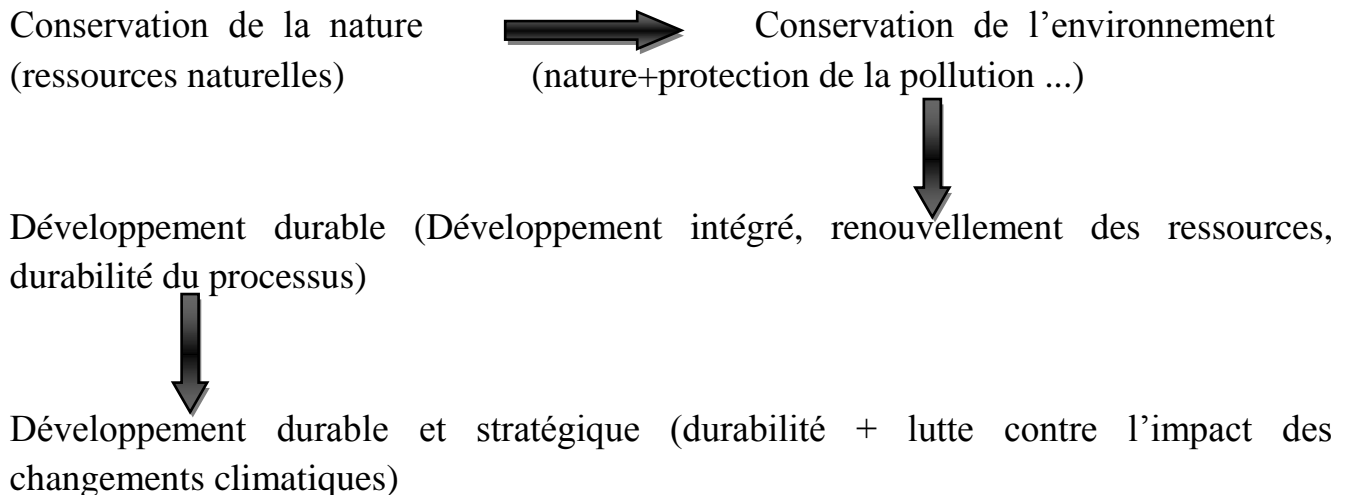 Conservation de la nature Conservation de l’environnement
(ressources naturelles) (nature+protection de la pollution ...)
Développement durable (Développement intégré, renouvellement des ressources,
durabilité du processus)
Développement durable et stratégique (durabilité + lutte contre l’impact des
changements climatiques)